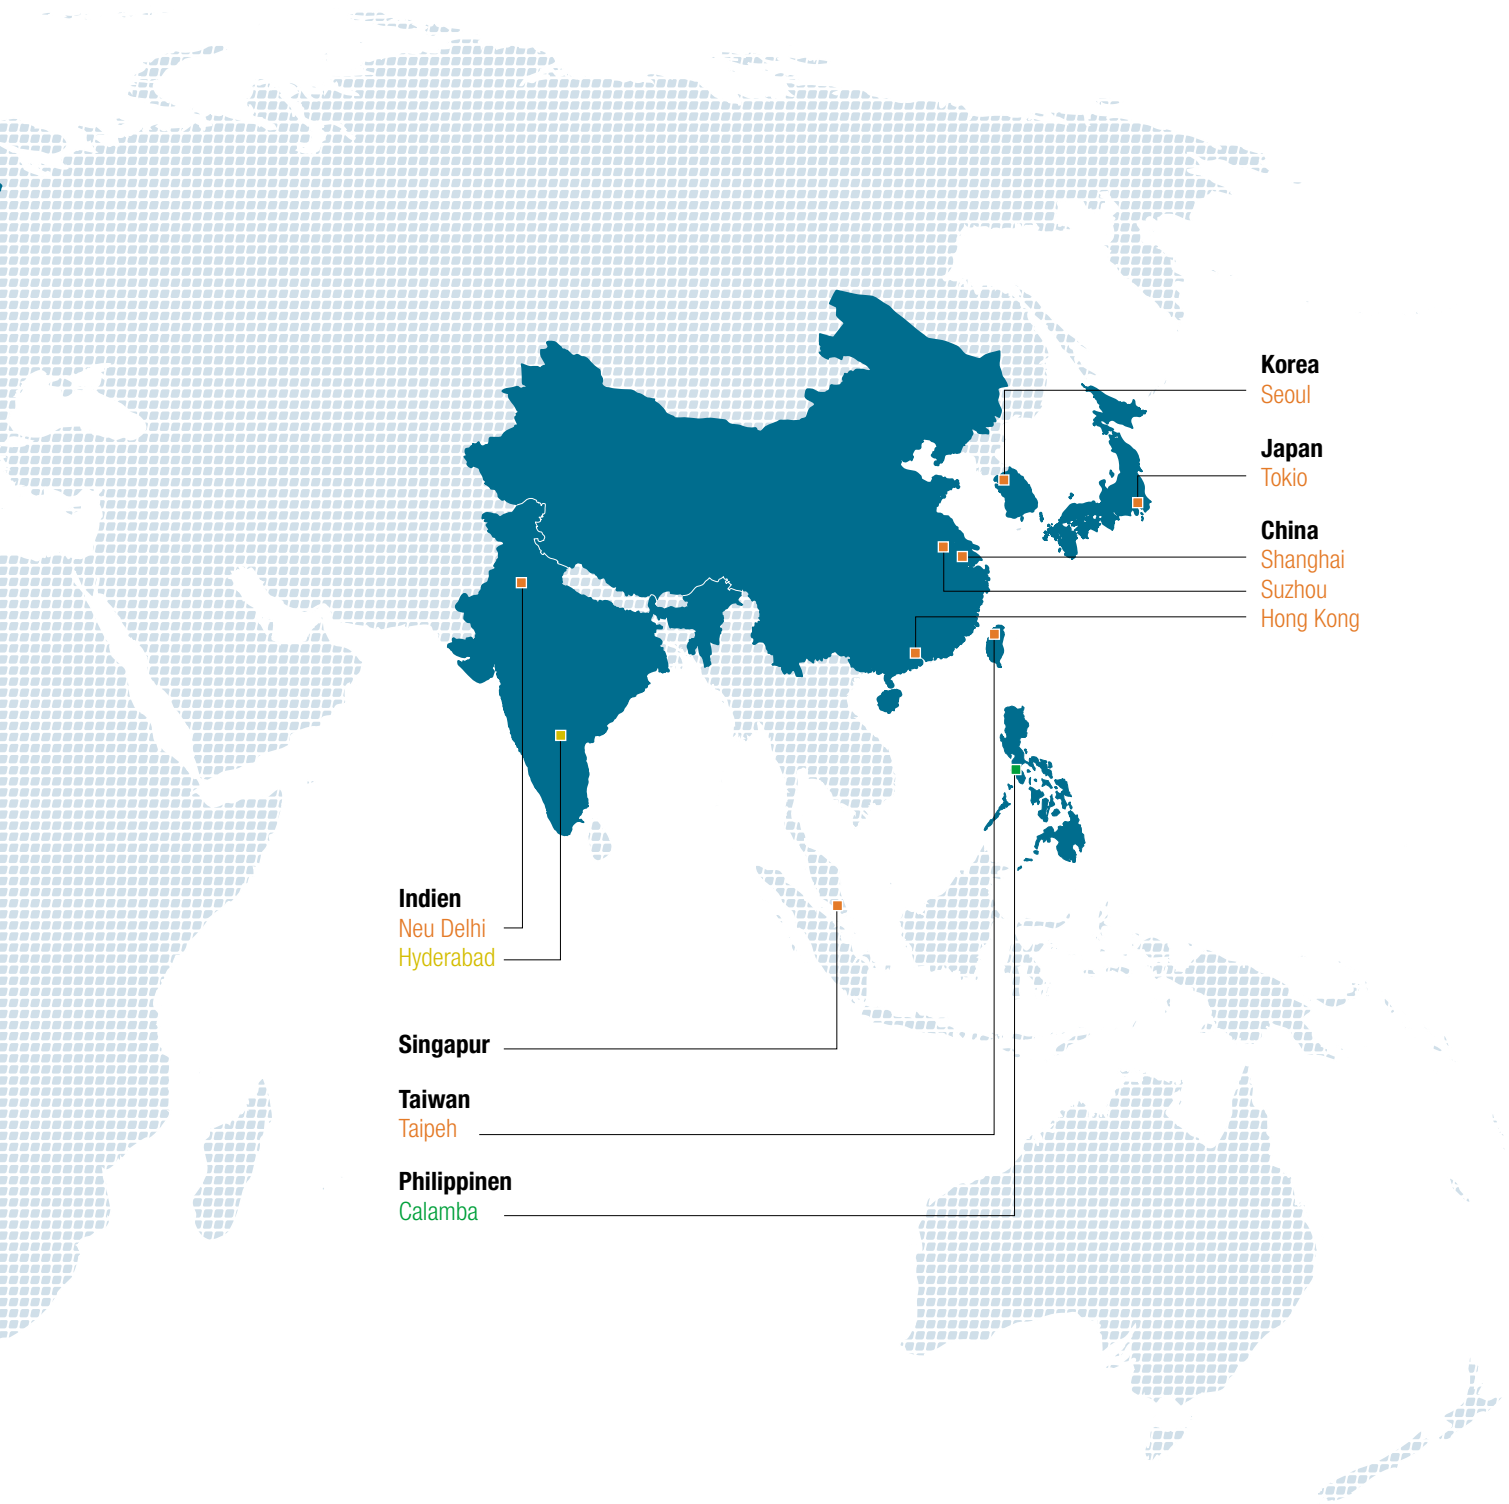 Korea
Seoul
Japan
Tokio
China
Shanghai
Suzhou
Hong Kong
Indien
Neu Delhi
Hyderabad
Singapur
Taiwan
Taipeh
Philippinen
Calamba